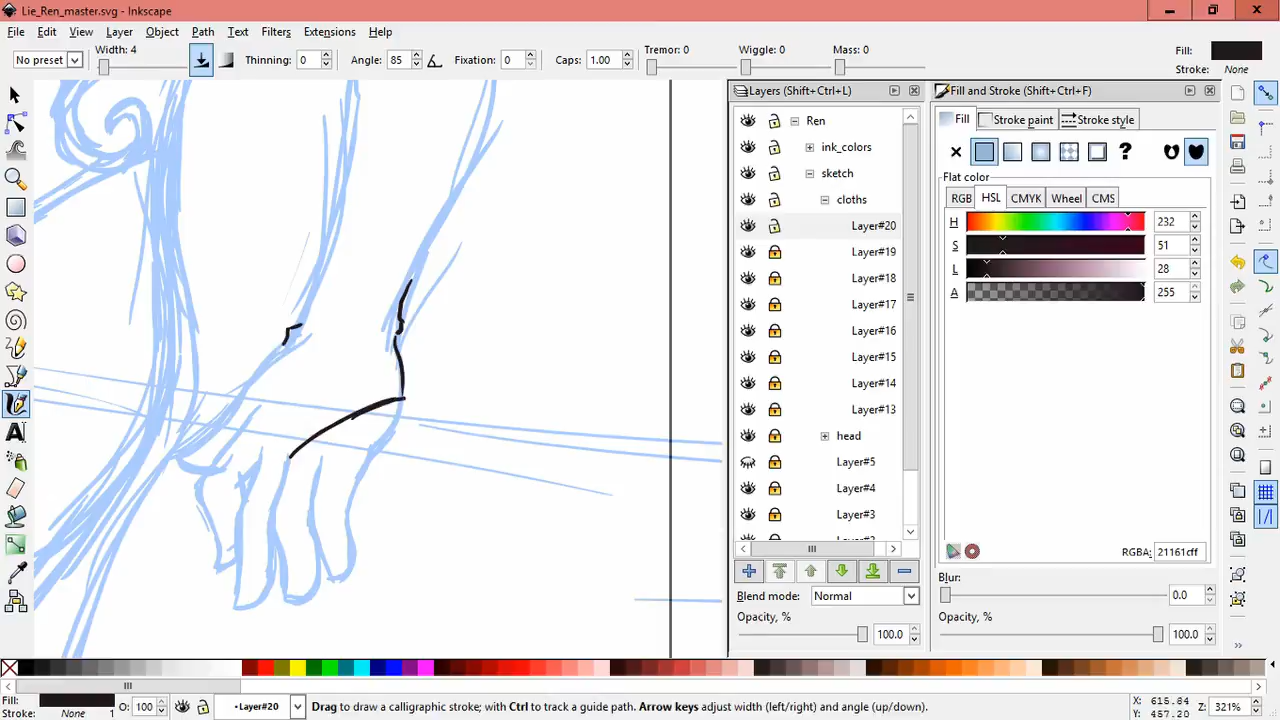 Lie_Ren_master.svg - Inkscape
File Edit View Layer Object Path Text Filters Extensions Help
No preset Width: 4 Thinning: 0 Angle: 85 Fixation: 0 Caps: 1.00 Tremor: 0 Wiggle: 0 Mass: 0 Fill:
Stroke: None
Layers (Shift+Ctrl+L)
Ren
ink_colors
sketch
cloths
Layer#20
Layer#19
Layer#18
Layer#17
Layer#16
Layer#15
Layer#14
Layer#13
head
Layer#5
Layer#4
Layer#3
Blend mode: Normal
Opacity, %
100.0
Fill and Stroke (Shift+Ctrl+F)
Fill Stroke paint Stroke style
Flat color
RGB HSL CMYK Wheel CMS
H 232
S 51
L 28
A 255
RGBA: 21161cff
Blur:
0.0
Opacity, %
100.0
Fill:
Stroke: None 1 O: 100 •Layer#20 Drag to draw a calligraphic stroke; with Ctrl to track a guide path. Arrow keys adjust width (left/right) and angle (up/down).
X: 615.84
Y: 457.20
Z: 321%